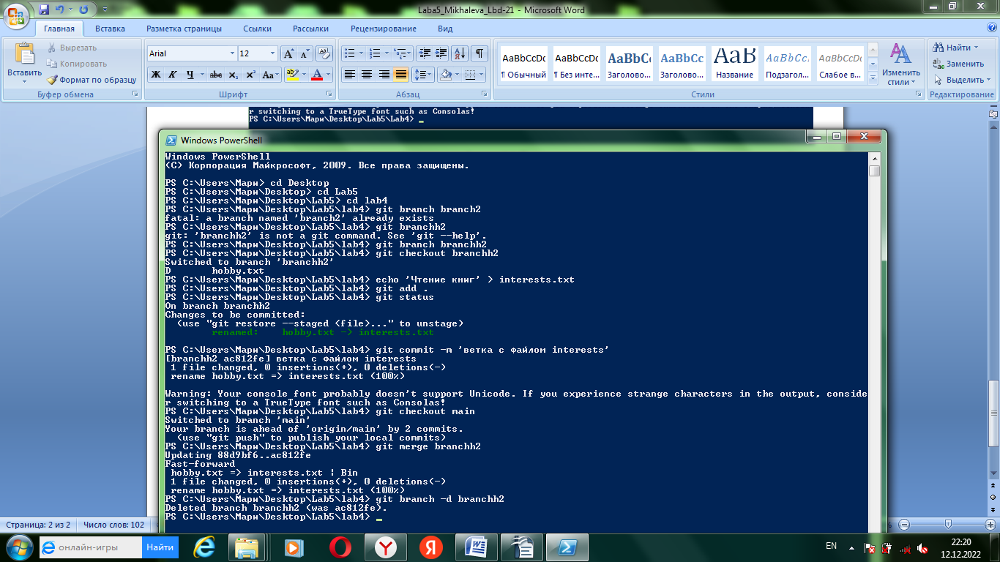 Laba5_Mikhaleva_Lbd-21 - Microsoft Word
Главная Вставка Разметка страницы Ссылки Рассылки Рецензирование Вид
Вставить
Вырезать
Копировать
Формат по образцу
Буфер обмена
Arial 12
Ж К Ч abc x₂ x² Aa
Шрифт
Абзац
AaBbCcDc AaBbCcDc AaBbCc AaBbCc AaB AaBbCc. AaBbCcDc
¶ Обычный ¶ Без инте... Заголово... Заголово... Название Подзагол... Слабое в...
Изменить стили
Стили
Найти
Заменить
Выделить
Редактирование
r switching to a TrueType font such as Consolas!
PS C:\Users\Мари\Desktop\Lab5\Lab4> _
Windows PowerShell
Windows PowerShell
(C) Корпорация Майкрософт, 2009. Все права защищены.
PS C:\Users\Мари> cd Desktop
PS C:\Users\Мари\Desktop> cd Lab5
PS C:\Users\Мари\Desktop\Lab5> cd lab4
PS C:\Users\Мари\Desktop\Lab5\lab4> git branch branch2
fatal: a branch named 'branch2' already exists
PS C:\Users\Мари\Desktop\Lab5\lab4> git branchh2
git: 'branchh2' is not a git command. See 'git --help'.
PS C:\Users\Мари\Desktop\Lab5\lab4> git branch branchh2
PS C:\Users\Мари\Desktop\Lab5\lab4> git checkout branchh2
Switched to branch 'branchh2'
D       hobby.txt
PS C:\Users\Мари\Desktop\Lab5\lab4> echo 'Чтение книг' > interests.txt
PS C:\Users\Мари\Desktop\Lab5\lab4> git add .
PS C:\Users\Мари\Desktop\Lab5\lab4> git status
On branch branchh2
Changes to be committed:
  (use "git restore --staged <file>..." to unstage)
        renamed:    hobby.txt -> interests.txt
PS C:\Users\Мари\Desktop\Lab5\lab4> git commit -m 'ветка с файлом interests'
[branchh2 ac812fe] ветка с файлом interests
 1 file changed, 0 insertions(+), 0 deletions(-)
 rename hobby.txt => interests.txt (100%)
Warning: Your console font probably doesn't support Unicode. If you experience strange characters in the output, conside
r switching to a TrueType font such as Consolas!
PS C:\Users\Мари\Desktop\Lab5\lab4> git checkout main
Switched to branch 'main'
Your branch is ahead of 'origin/main' by 2 commits.
  (use "git push" to publish your local commits)
PS C:\Users\Мари\Desktop\Lab5\lab4> git merge branchh2
Updating 88d9bf6..ac812fe
Fast-forward
 hobby.txt => interests.txt | Bin
 1 file changed, 0 insertions(+), 0 deletions(-)
 rename hobby.txt => interests.txt (100%)
PS C:\Users\Мари\Desktop\Lab5\lab4> git branch -d branchh2
Deleted branch branchh2 (was ac812fe).
PS C:\Users\Мари\Desktop\Lab5\lab4> _
Страница: 2 из 2 Число слов: 102
онлайн-игры Найти
EN 22:20
12.12.2022